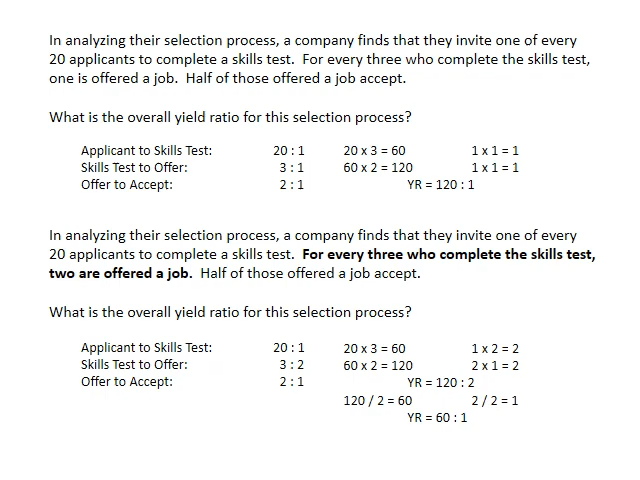 In analyzing their selection process, a company finds that they invite one of every
20 applicants to complete a skills test.  For every three who complete the skills test,
one is offered a job.  Half of those offered a job accept.
What is the overall yield ratio for this selection process?
Applicant to Skills Test: 20 : 1 20 x 3 = 60 1 x 1 = 1
Skills Test to Offer: 3 : 1 60 x 2 = 120 1 x 1 = 1
Offer to Accept: 2 : 1 YR = 120 : 1
In analyzing their selection process, a company finds that they invite one of every
20 applicants to complete a skills test.  For every three who complete the skills test,
two are offered a job.  Half of those offered a job accept.
What is the overall yield ratio for this selection process?
Applicant to Skills Test: 20 : 1 20 x 3 = 60 1 x 2 = 2
Skills Test to Offer: 3 : 2 60 x 2 = 120 2 x 1 = 2
Offer to Accept: 2 : 1 YR = 120 : 2
120 / 2 = 60 2 / 2 = 1
YR = 60 : 1